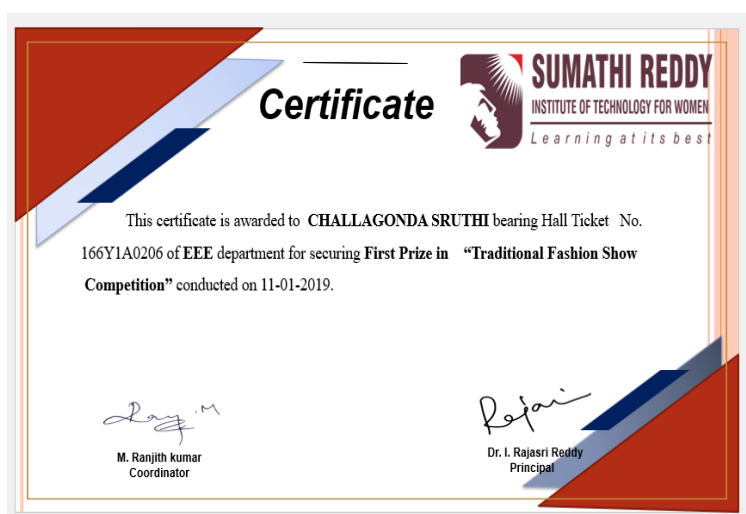 SUMATHI REDDY
INSTITUTE OF TECHNOLOGY FOR WOMEN
Learning at its best
Certificate
This certificate is awarded to CHALLAGONDA SRUTHI bearing Hall Ticket No.
166Y1A0206 of EEE department for securing First Prize in “Traditional Fashion Show
Competition” conducted on 11-01-2019.
M. Ranjith kumar
Coordinator
Dr. I. Rajasri Reddy
Principal